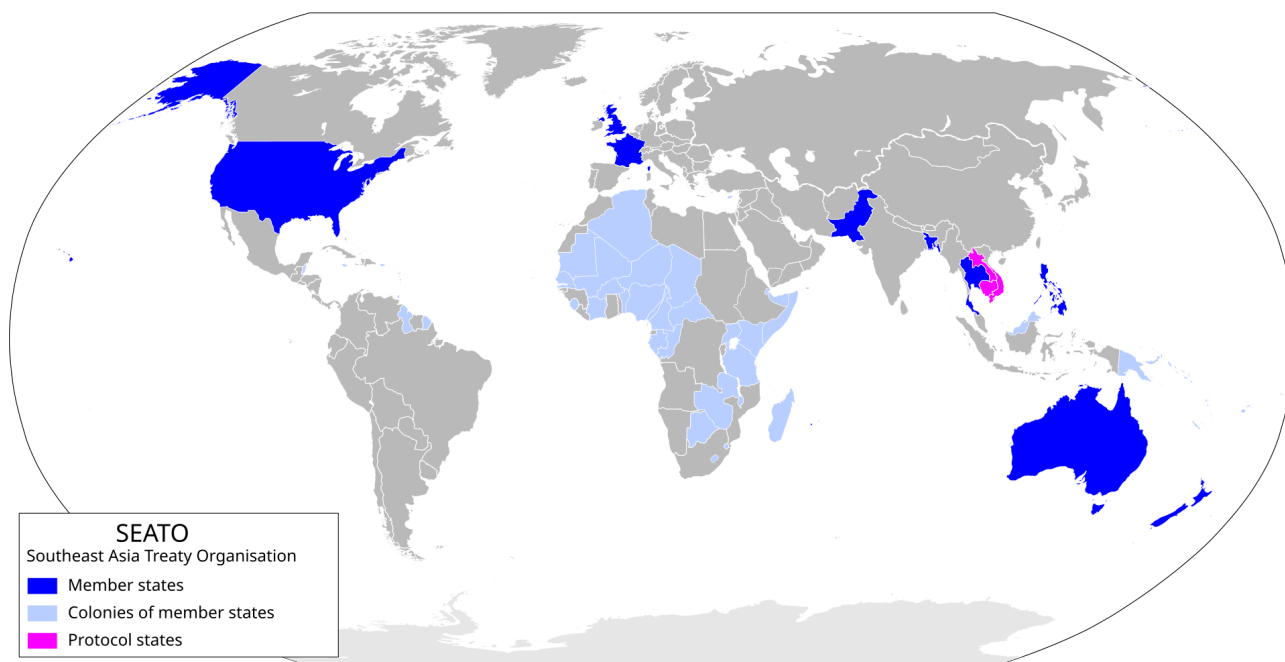 SEATO
Southeast Asia Treaty Organisation
Member states
Colonies of member states
Protocol states